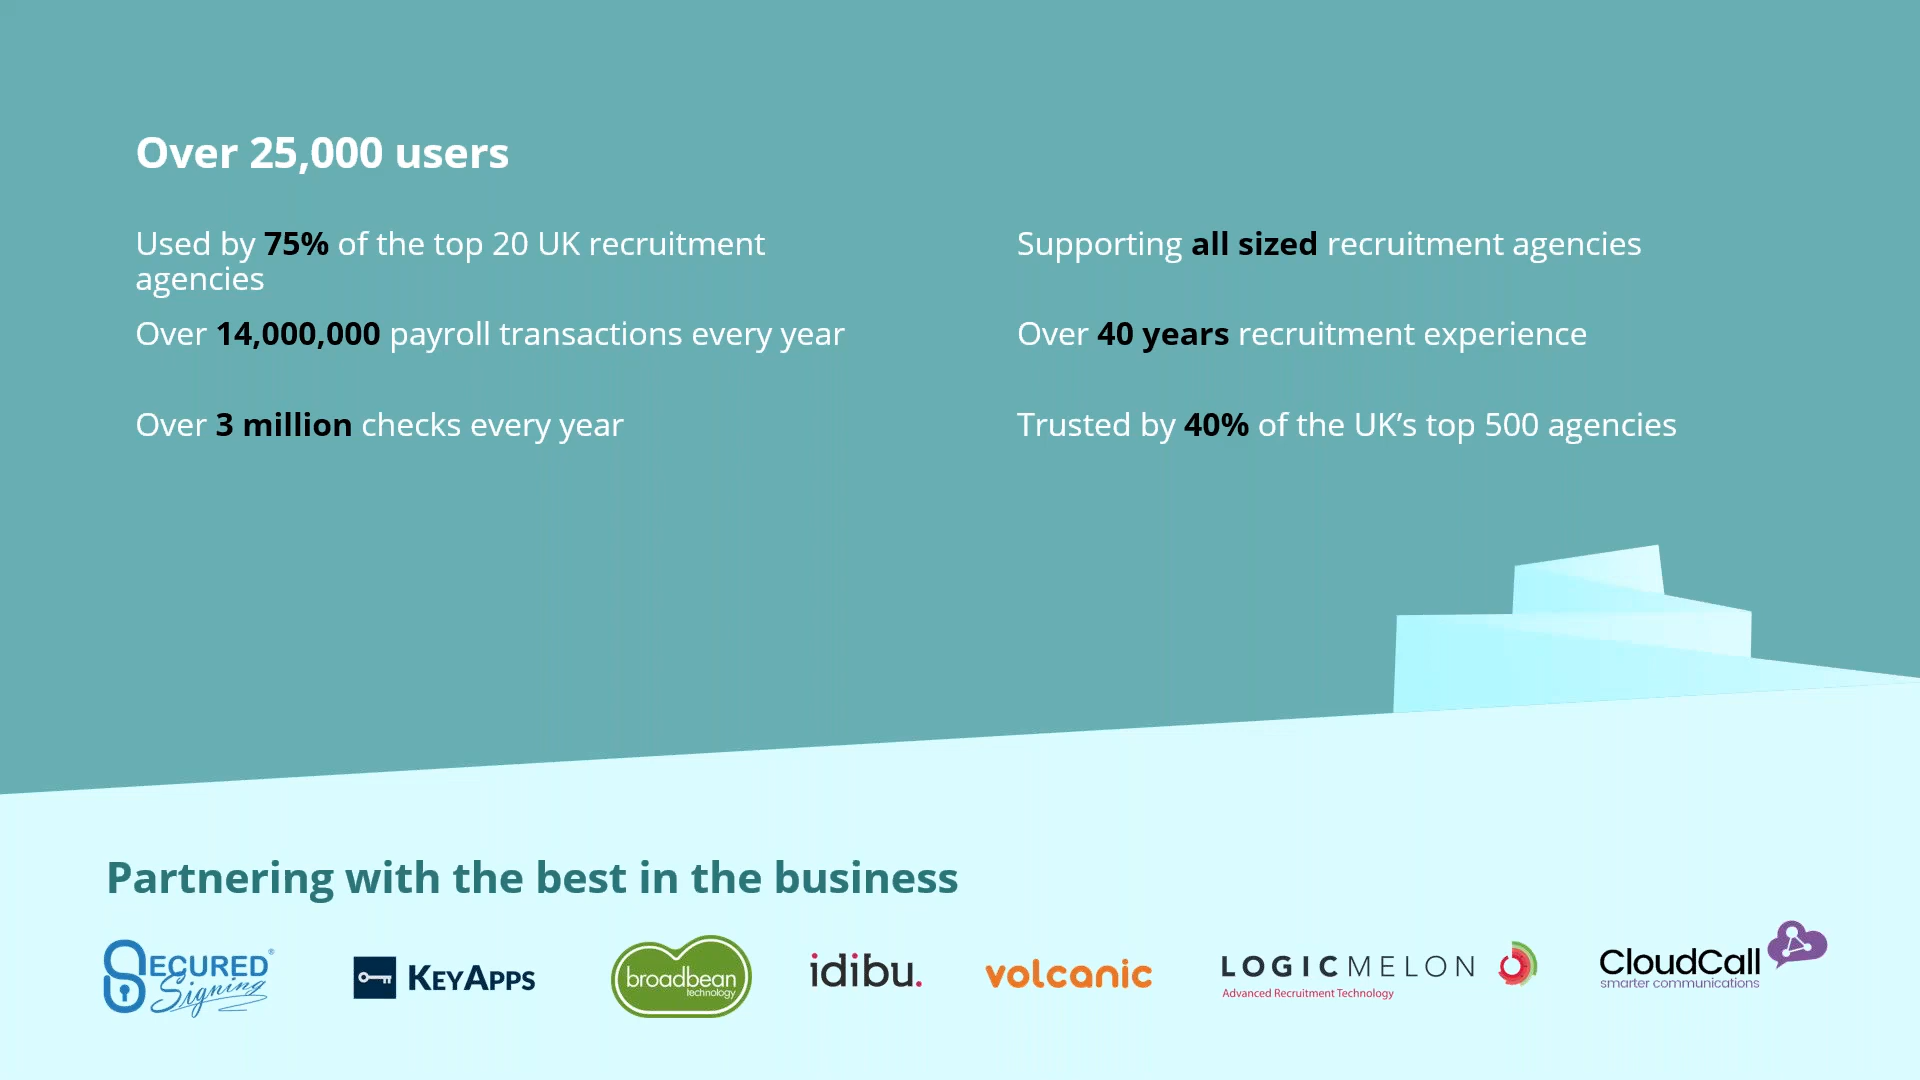 Over 25,000 users
Used by 75% of the top 20 UK recruitment
agencies
Over 14,000,000 payroll transactions every year
Over 3 million checks every year
Supporting all sized recruitment agencies
Over 40 years recruitment experience
Trusted by 40% of the UK’s top 500 agencies
Partnering with the best in the business
SECURED®
Signing
KEYAPPS
broadbean
technology
idibu.
volcanic
LOGICMELON
Advanced Recruitment Technology
CloudCall
smarter communications